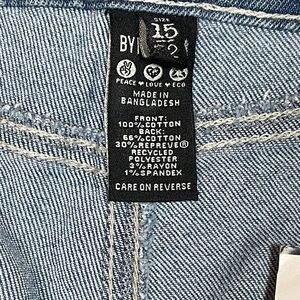 SIZE
15
BY 32
PEACE ♥ LOVE ♥ ECO
MADE IN
BANGLADESH
FRONT:
100%COTTON
BACK:
66%COTTON
30%REPREVE®
RECYCLED
POLYESTER
3%RAYON
1%SPANDEX
CARE ON REVERSE